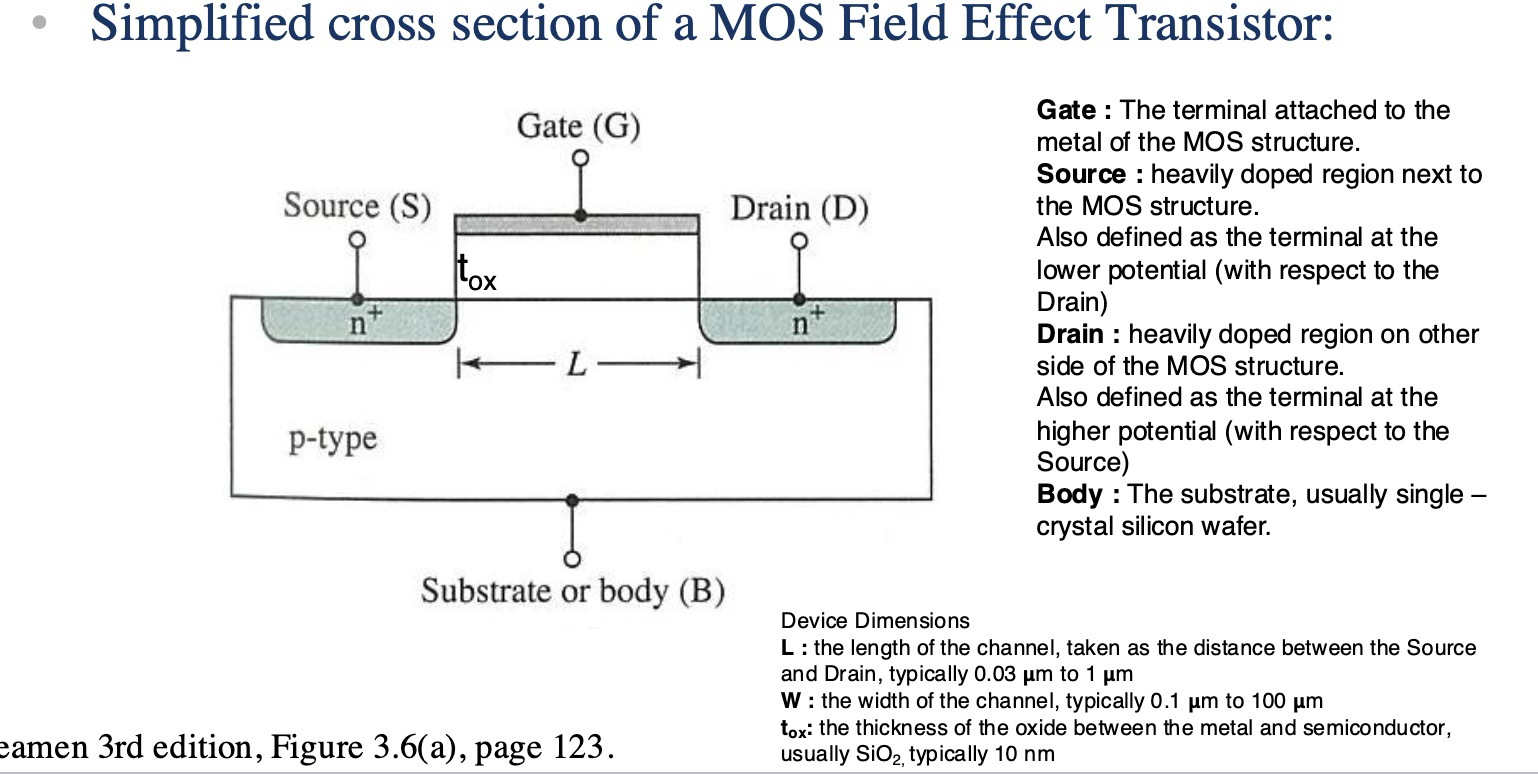 • Simplified cross section of a MOS Field Effect Transistor:
Gate (G)
Source (S)
Drain (D)
tox
n+
n+
L
p-type
Substrate or body (B)
Gate : The terminal attached to the
metal of the MOS structure.
Source : heavily doped region next to
the MOS structure.
Also defined as the terminal at the
lower potential (with respect to the
Drain)
Drain : heavily doped region on other
side of the MOS structure.
Also defined as the terminal at the
higher potential (with respect to the
Source)
Body : The substrate, usually single –
crystal silicon wafer.
Device Dimensions
L : the length of the channel, taken as the distance between the Source
and Drain, typically 0.03 µm to 1 µm
W : the width of the channel, typically 0.1 µm to 100 µm
tox: the thickness of the oxide between the metal and semiconductor,
usually SiO2, typically 10 nm
eamen 3rd edition, Figure 3.6(a), page 123.